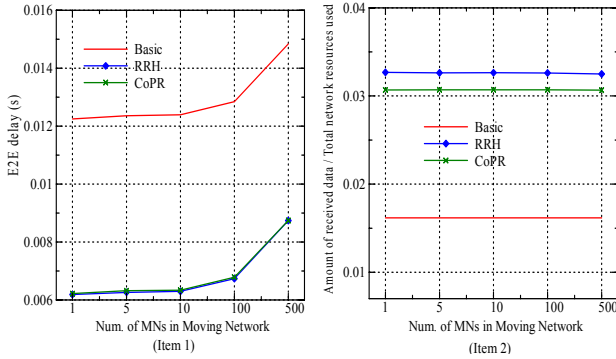 0.016
0.014
0.012
0.01
0.008
0.006
E2E delay (s)
Basic
RRH
CoPR
1
5
10
100
500
Num. of MNs in Moving Network
(Item 1)
0.04
0.03
0.02
0.01
Amount of received data / Total network resources used
Basic
RRH
CoPR
1
5
10
100
500
Num. of MNs in Moving Network
(Item 2)